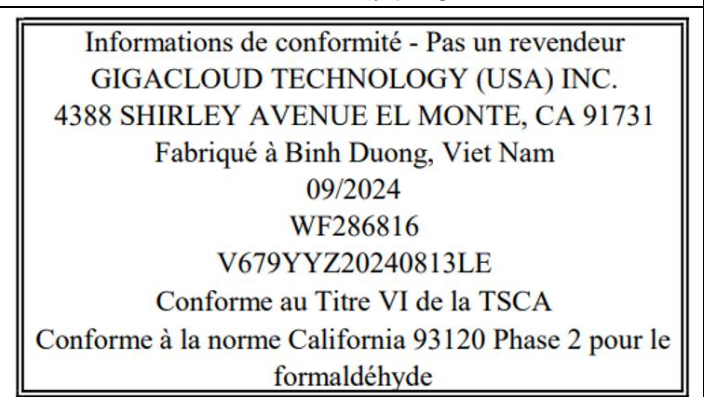 Informations de conformité - Pas un revendeur
GIGACLOUD TECHNOLOGY (USA) INC.
4388 SHIRLEY AVENUE EL MONTE, CA 91731
Fabriqué à Binh Duong, Viet Nam
09/2024
WF286816
V679YYZ20240813LE
Conforme au Titre VI de la TSCA
Conforme à la norme California 93120 Phase 2 pour le
formaldéhyde